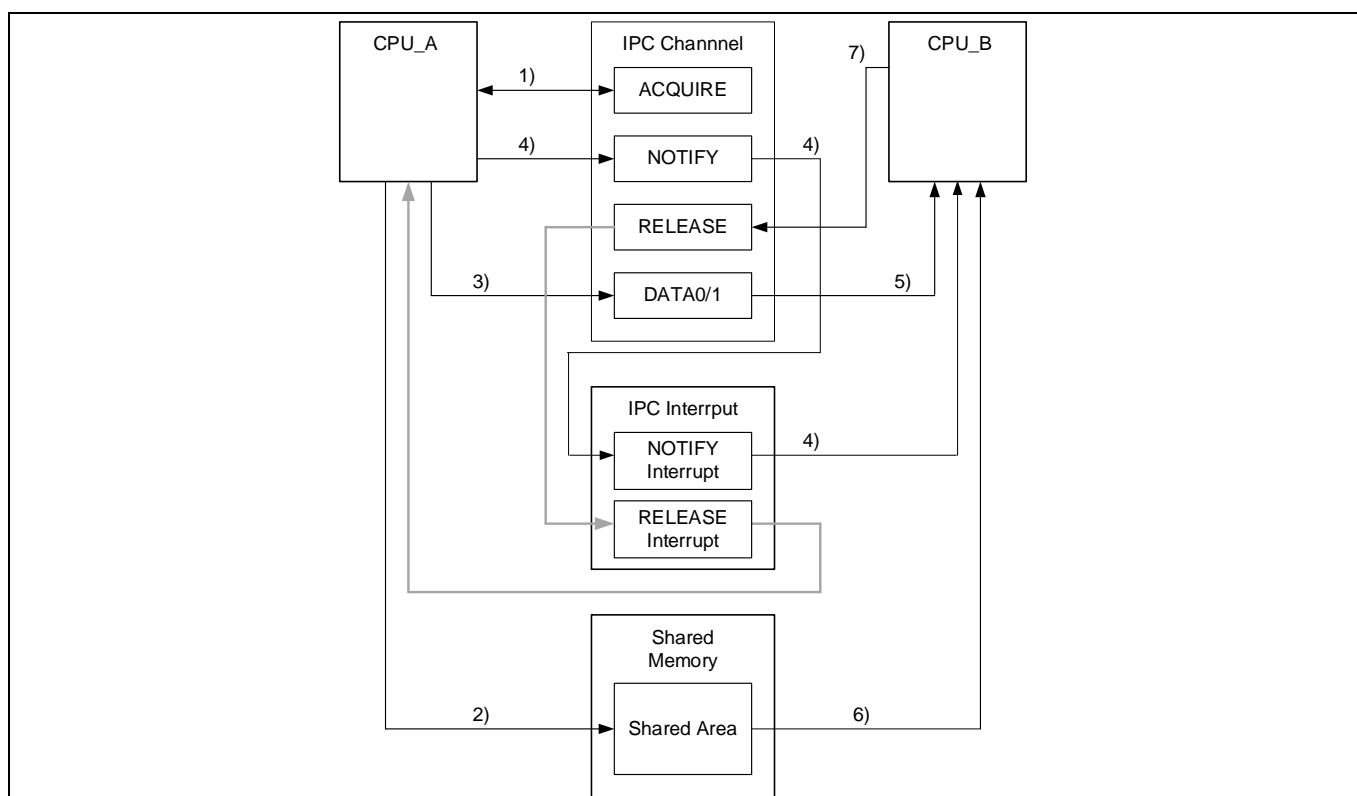 CPU_A
IPC Channnel
CPU_B
7)
1)
ACQUIRE
4)
NOTIFY
4)
RELEASE
3)
DATA0/1
5)
IPC Interrput
NOTIFY
Interrupt
4)
RELEASE
Interrupt
Shared
Memory
2)
Shared Area
6)